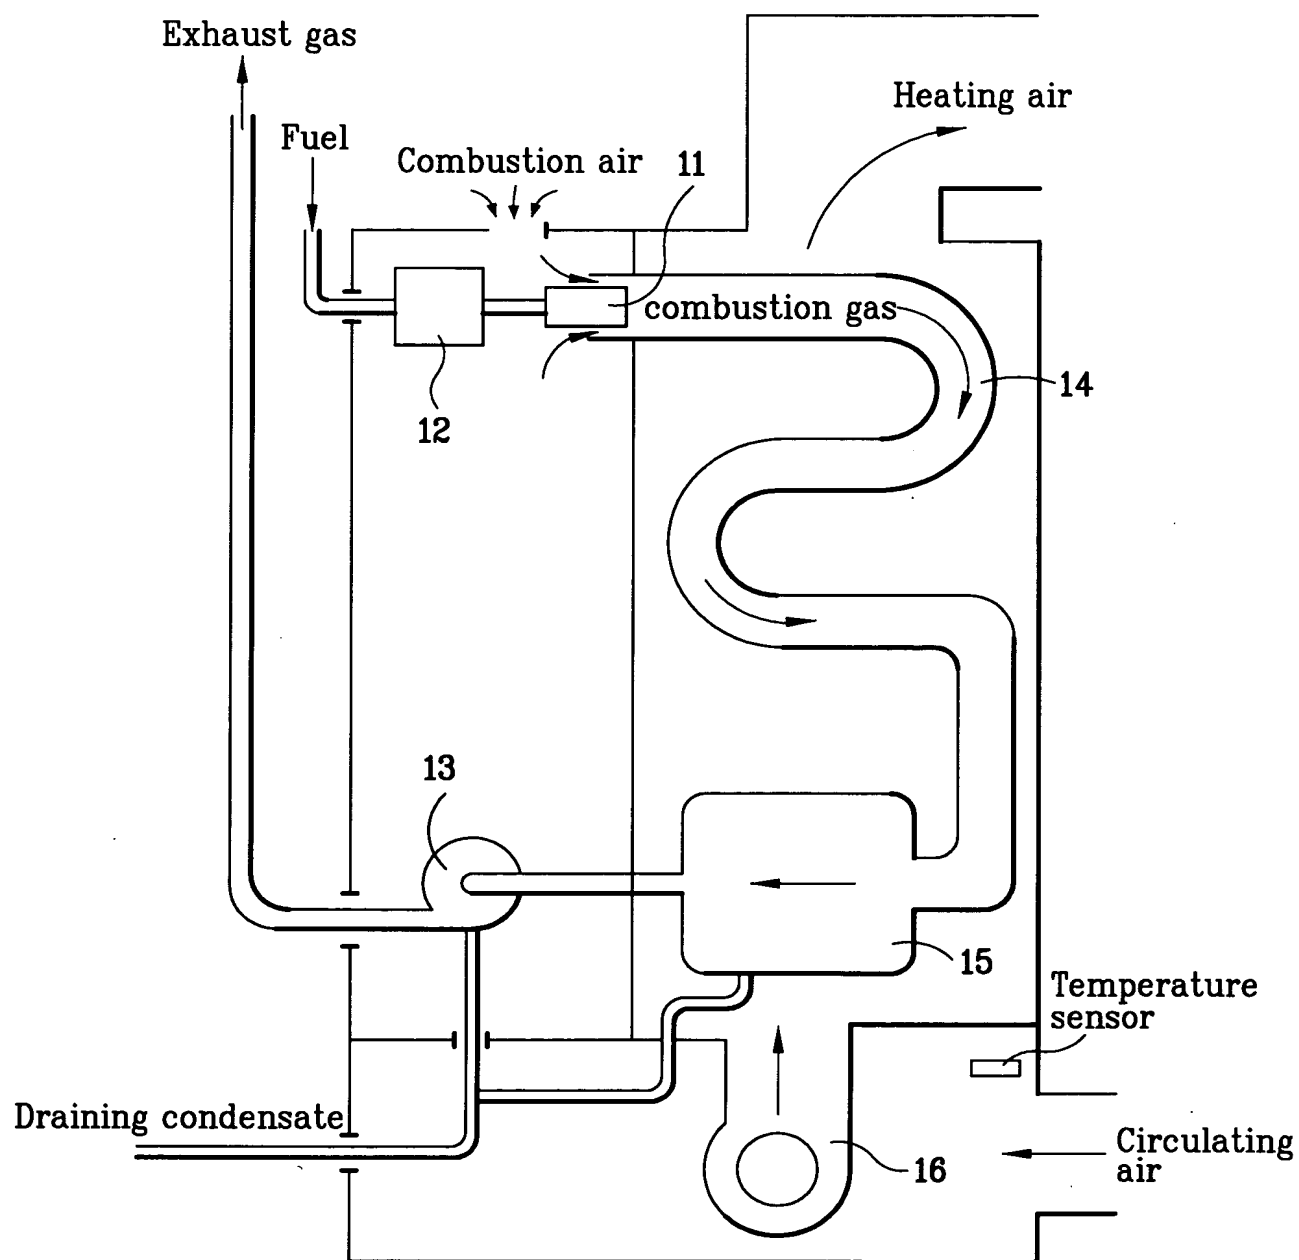 Exhaust gas
Heating air
Fuel
Combustion air
11
combustion gas
14
12
13
15
Temperature
sensor
Draining condensate
Circulating
air
16